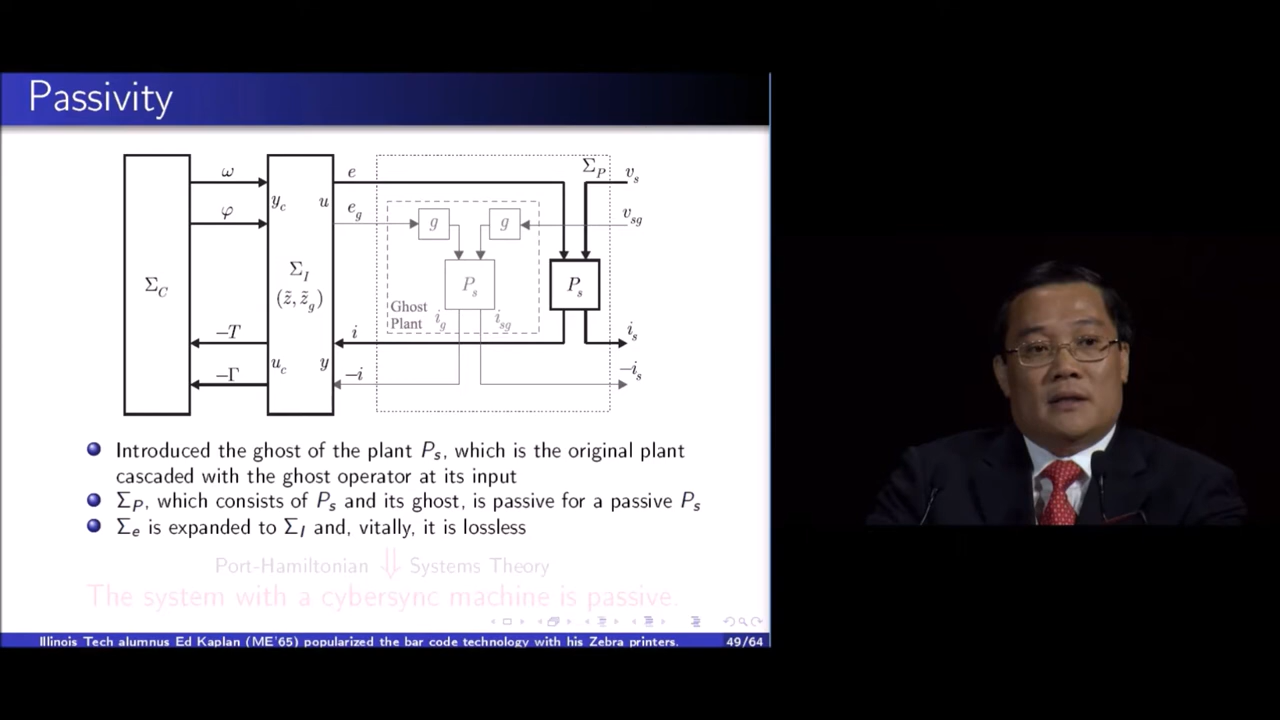 Passivity
Σ_P
ω
e
v_s
φ
y_c
u
e_g
g
g
v_sg
Σ_C
Σ_I
(z̃, z̃_g)
P_s
P_s
Ghost
Plant
i_g
i_sg
−T
i
i_s
−Γ
u_c
y
−i
−i_s
Introduced the ghost of the plant P_s, which is the original plant
cascaded with the ghost operator at its input
Σ_P, which consists of P_s and its ghost, is passive for a passive P_s
Σ_e is expanded to Σ_I and, vitally, it is lossless
Port-Hamiltonian ⇓ Systems Theory
The system with a cybersync machine is passive.
Illinois Tech alumnus Ed Kaplan (ME'65) popularized the bar code technology with his Zebra printers. 49/64